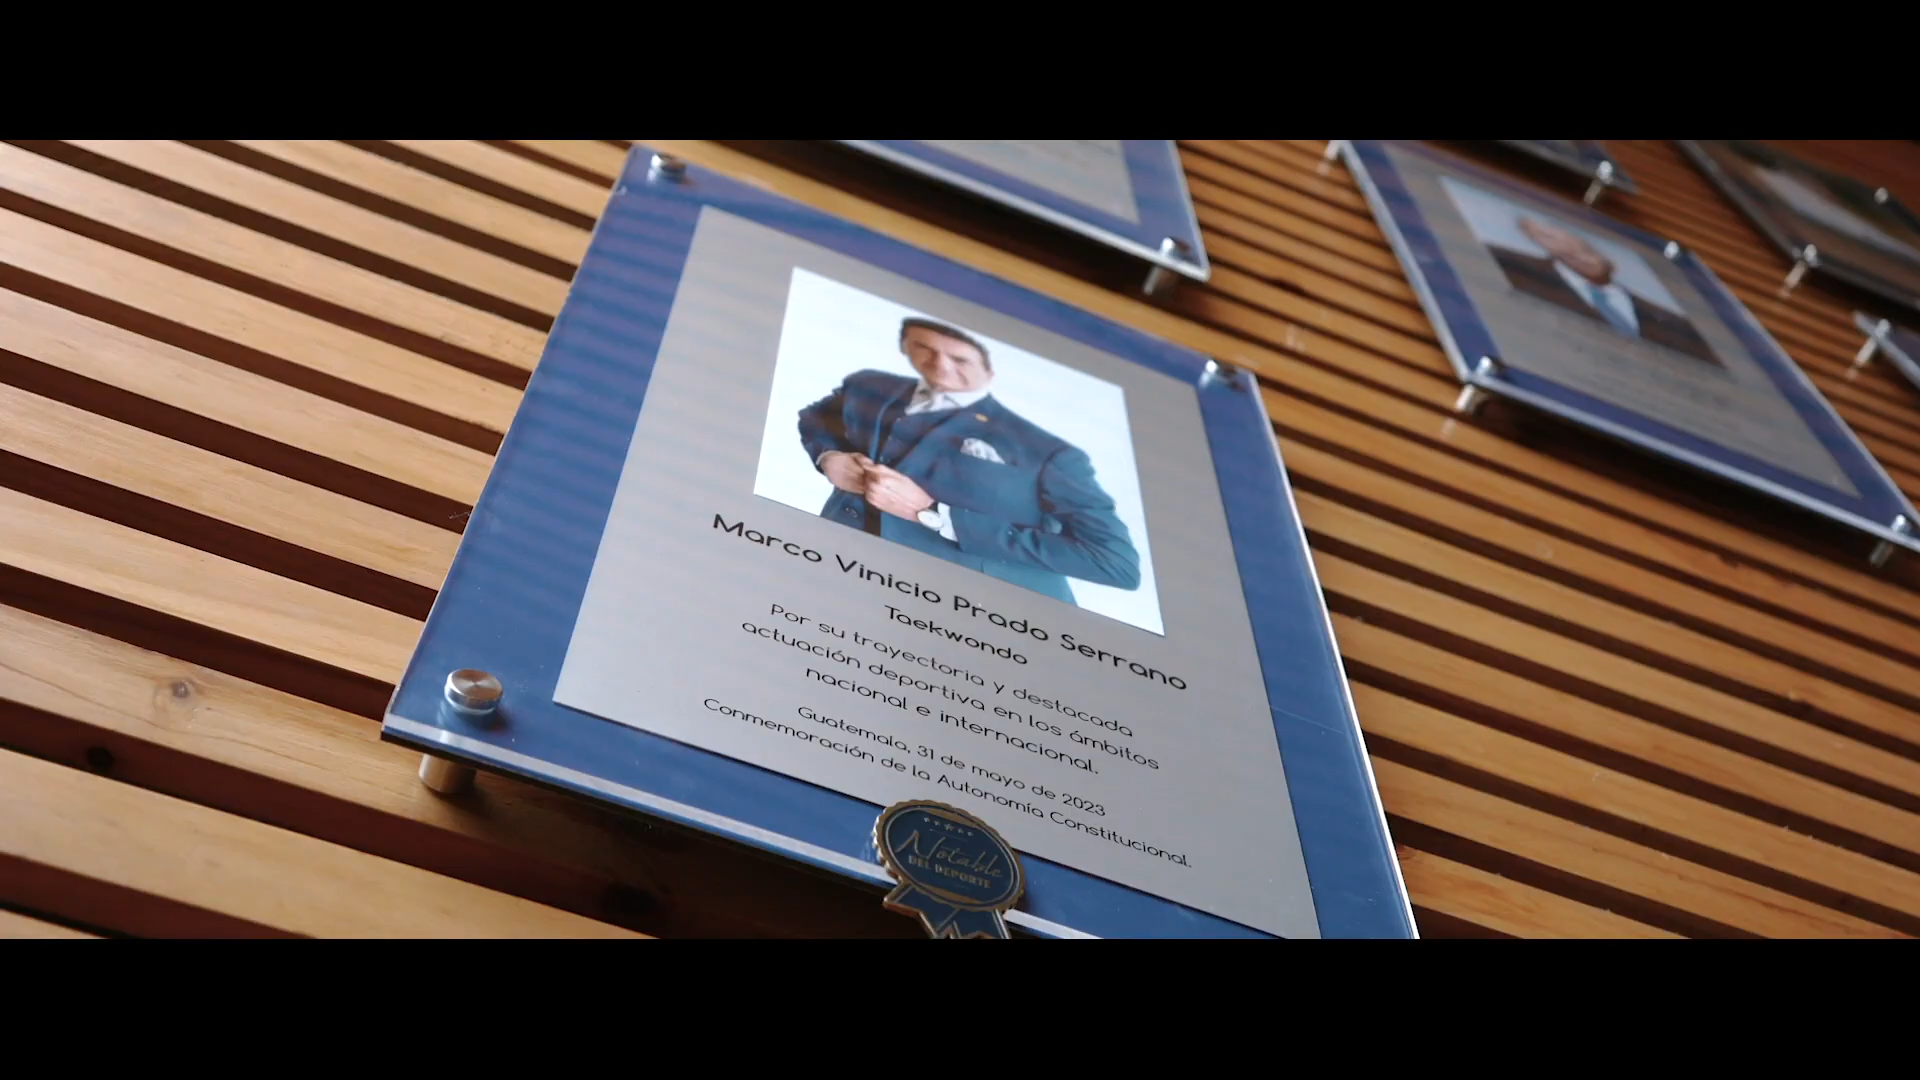 Marco Vinicio Prado Serrano
Taekwondo
Por su trayectoria y destacada
actuación deportiva en los ámbitos
nacional e internacional.
Guatemala, 31 de mayo de 2023
Conmemoración de la Autonomía Constitucional.
Notable
DEL DEPORTE